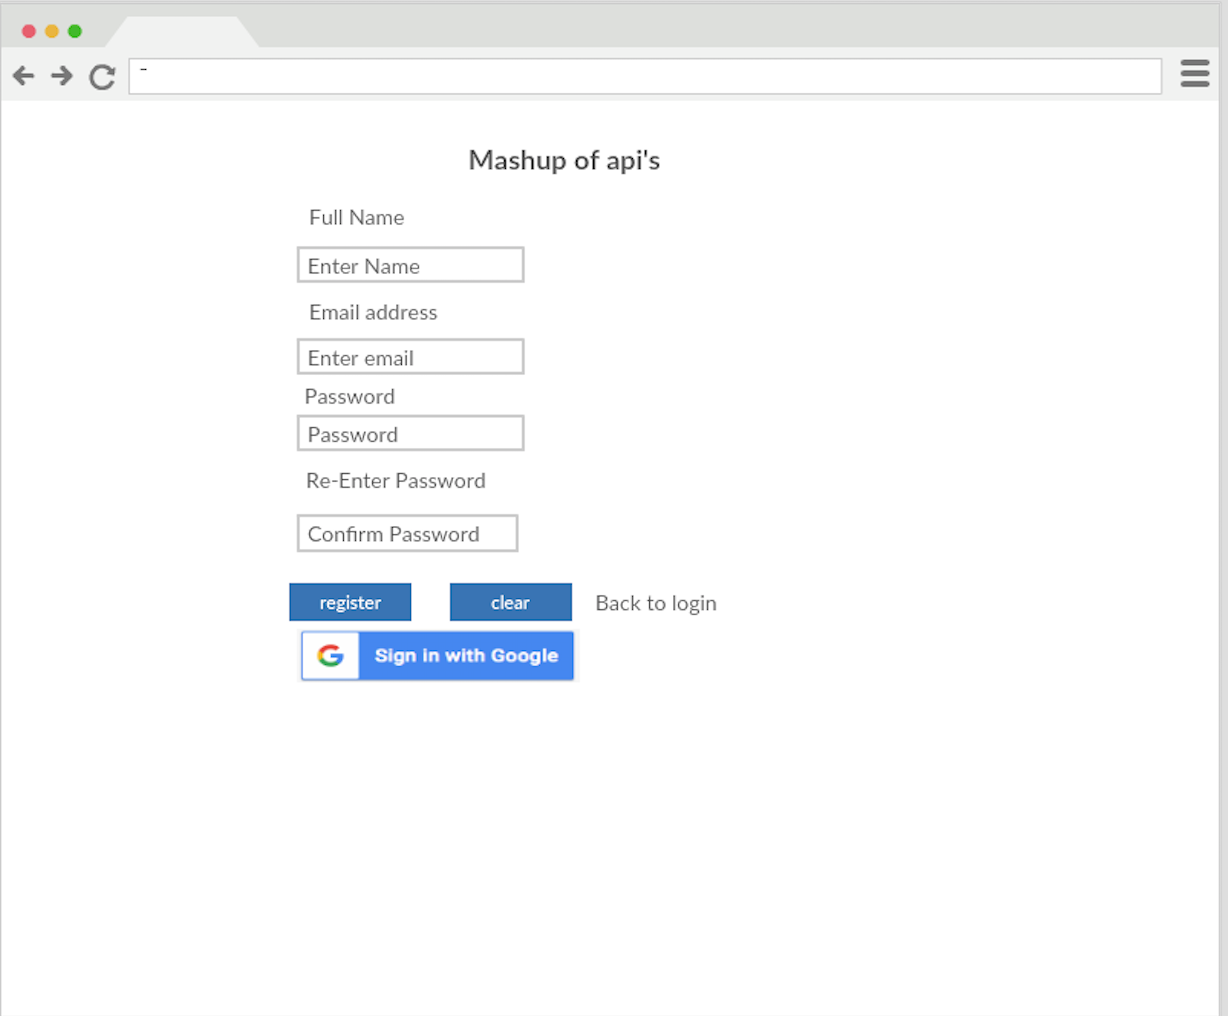 Mashup of api's
Full Name
Enter Name
Email address
Enter email
Password
Password
Re-Enter Password
Confirm Password
register clear Back to login
Sign in with Google